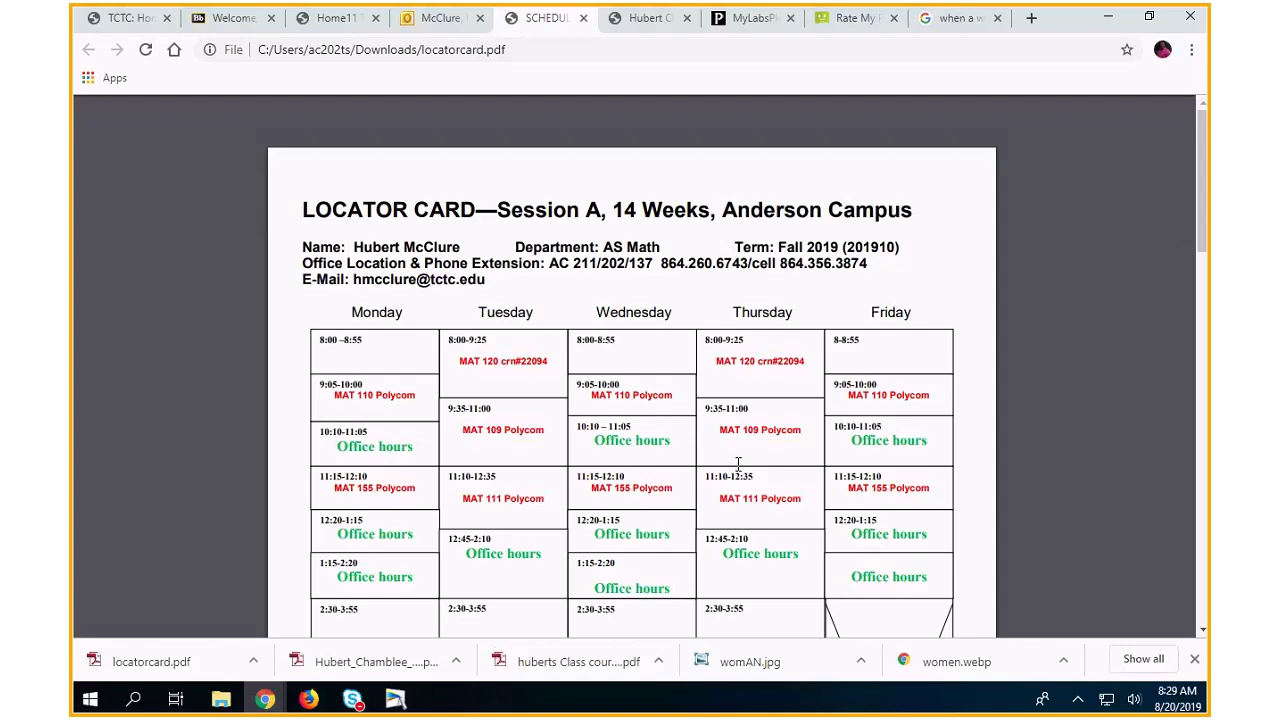 TCTC: Ho
Bb Welcome
Home11 T
McClure,
SCHEDUL
Hubert C
MyLabsP
Rate My P
when a w
File C:/Users/ac202ts/Downloads/locatorcard.pdf
Apps
LOCATOR CARD—Session A, 14 Weeks, Anderson Campus
Name: Hubert McClure Department: AS Math Term: Fall 2019 (201910)
Office Location & Phone Extension: AC 211/202/137 864.260.6743/cell 864.356.3874
E-Mail: hmcclure@tctc.edu
Monday Tuesday Wednesday Thursday Friday
8:00 –8:55 8:00-9:25 8:00-8:55 8:00-9:25 8-8:55
MAT 120 crn#22094 MAT 120 crn#22094
9:05-10:00 9:05-10:00 9:05-10:00
MAT 110 Polycom MAT 110 Polycom MAT 110 Polycom
9:35-11:00 9:35-11:00
10:10-11:05 MAT 109 Polycom 10:10 – 11:05 MAT 109 Polycom 10:10-11:05
Office hours Office hours Office hours
11:15-12:10 11:10-12:35 11:15-12:10 11:10-12:35 11:15-12:10
MAT 155 Polycom MAT 155 Polycom MAT 155 Polycom
MAT 111 Polycom MAT 111 Polycom
12:20-1:15 12:20-1:15 12:20-1:15
Office hours Office hours Office hours
12:45-2:10 12:45-2:10
Office hours Office hours
1:15-2:20 1:15-2:20
Office hours Office hours
Office hours
2:30-3:55 2:30-3:55 2:30-3:55 2:30-3:55
locatorcard.pdf
Hubert_Chamblee_....p...
huberts Class cour....pdf
womAN.jpg
women.webp
Show all
8:29 AM
8/20/2019